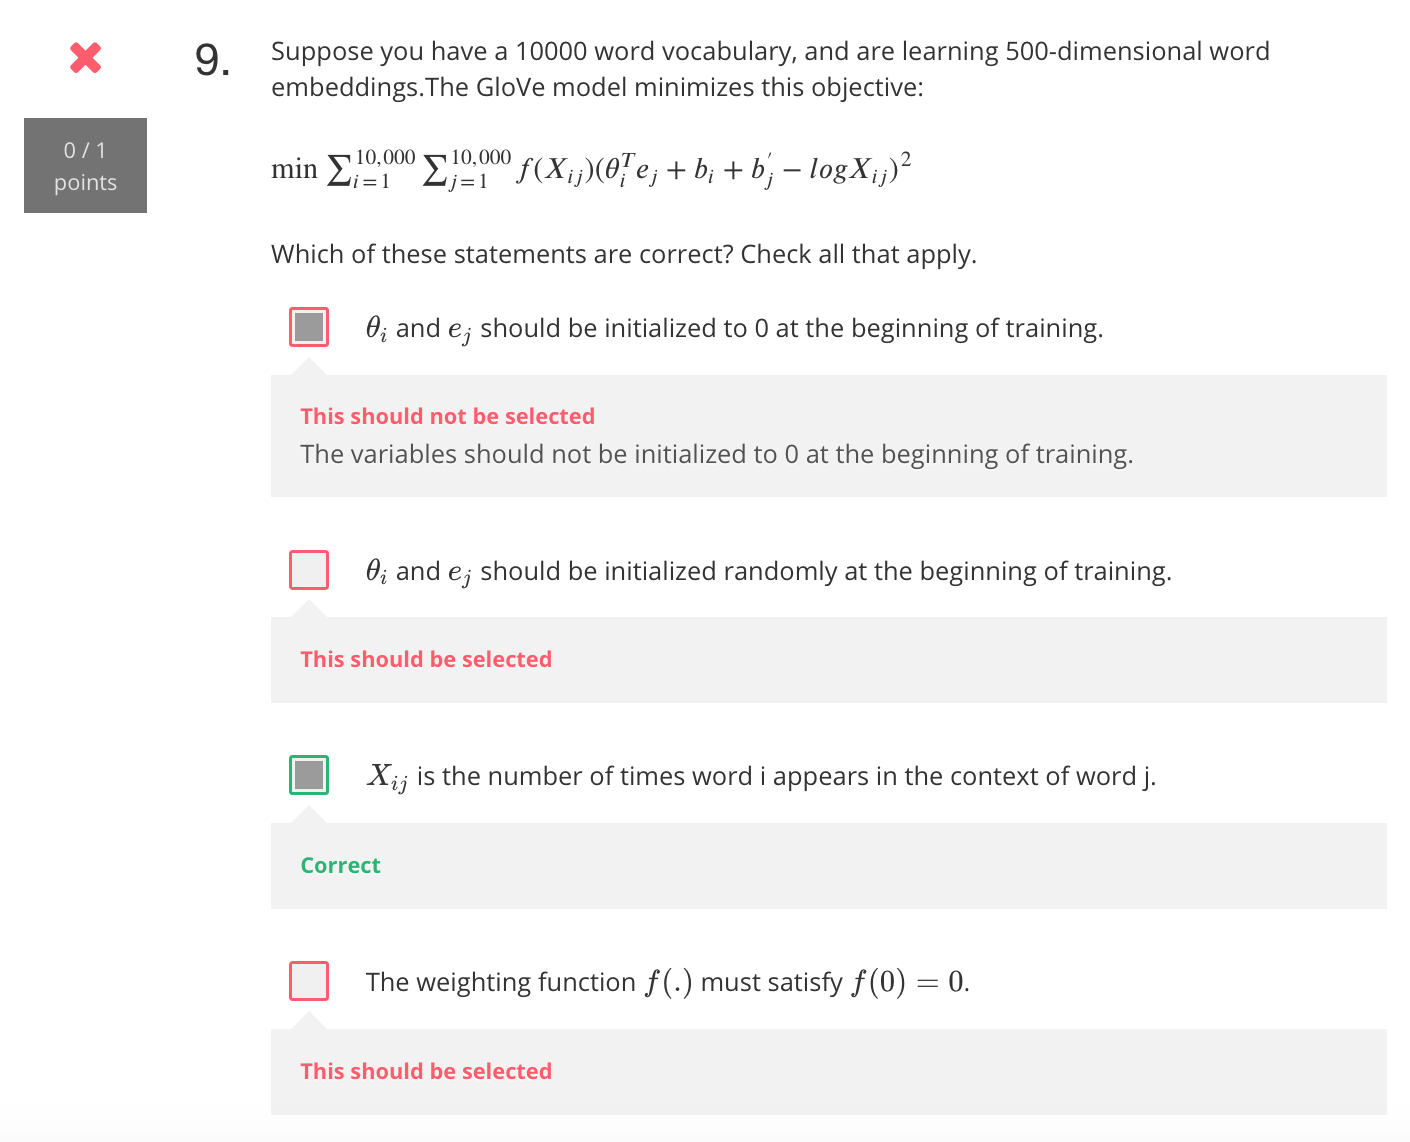 9.
Suppose you have a 10000 word vocabulary, and are learning 500-dimensional word
embeddings.The GloVe model minimizes this objective:
0 / 1
points
min ∑_{i=1}^{10,000} ∑_{j=1}^{10,000} f(X_{ij})(θ_i^T e_j + b_i + b_j^′ − logX_{ij})^2
Which of these statements are correct? Check all that apply.
θ_i and e_j should be initialized to 0 at the beginning of training.
This should not be selected
The variables should not be initialized to 0 at the beginning of training.
θ_i and e_j should be initialized randomly at the beginning of training.
This should be selected
X_{ij} is the number of times word i appears in the context of word j.
Correct
The weighting function f(.) must satisfy f(0) = 0.
This should be selected